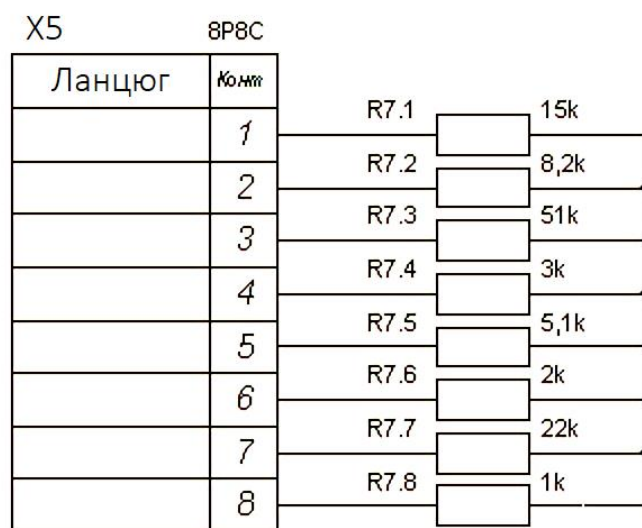 X5 8P8C
Ланцюг Конт
1 R7.1 15k
2 R7.2 8,2k
3 R7.3 51k
4 R7.4 3k
5 R7.5 5,1k
6 R7.6 2k
7 R7.7 22k
8 R7.8 1k